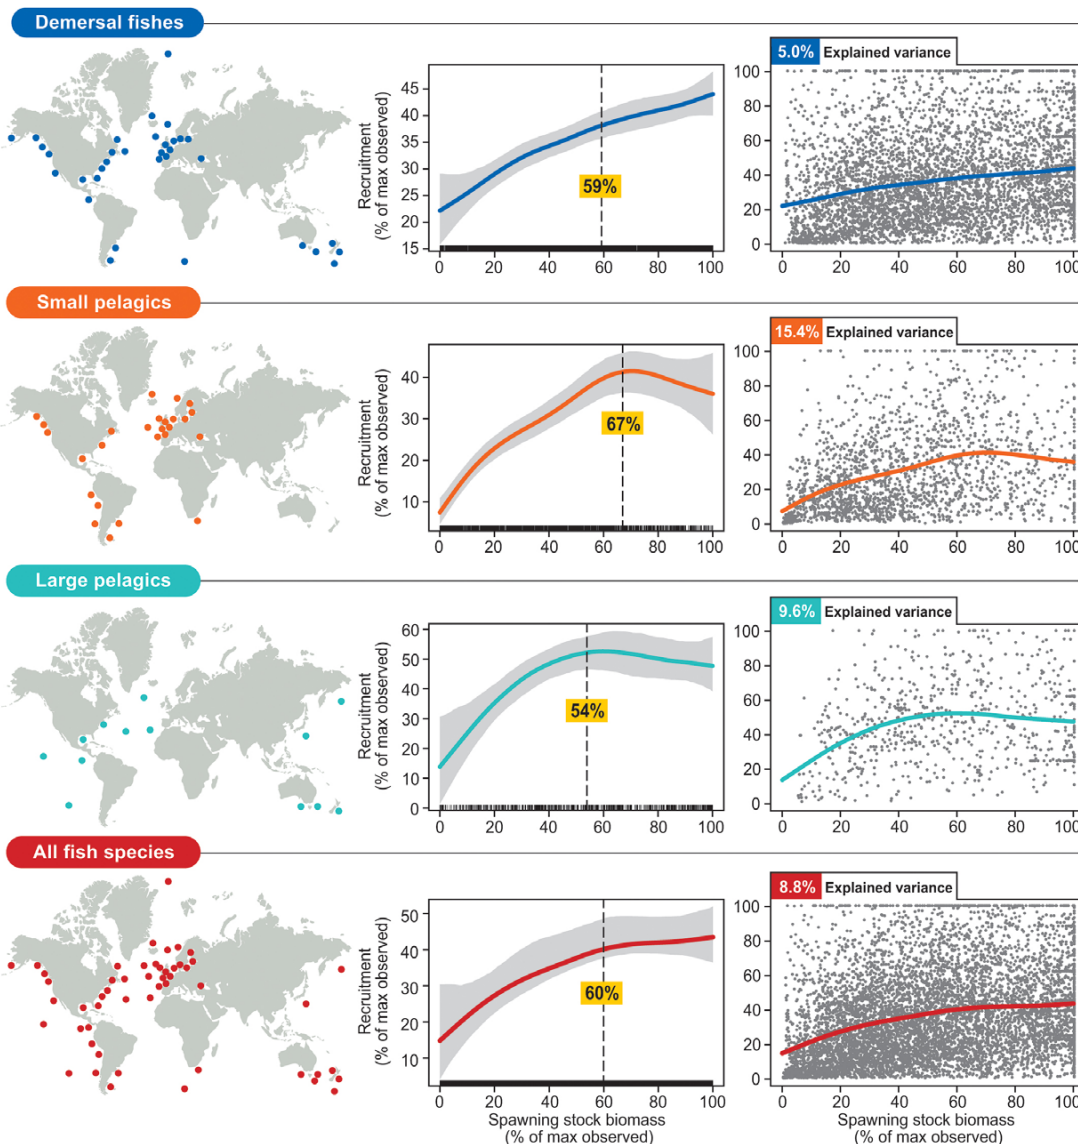 Demersal fishes
45
40
35
30
25
20
15
0 20 40 60 80 100
Recruitment
(% of max observed)
59%
5.0% Explained variance
100
80
60
40
20
0
0 20 40 60 80 100
Small pelagics
40
30
20
10
0 20 40 60 80 100
Recruitment
(% of max observed)
67%
15.4% Explained variance
100
80
60
40
20
0
0 20 40 60 80 100
Large pelagics
60
50
40
30
20
10
0
0 20 40 60 80 100
Recruitment
(% of max observed)
54%
9.6% Explained variance
100
80
60
40
20
0
0 20 40 60 80 100
All fish species
50
40
30
20
10
0 20 40 60 80 100
Recruitment
(% of max observed)
60%
Spawning stock biomass
(% of max observed)
8.8% Explained variance
100
80
60
40
20
0
0 20 40 60 80 100
Spawning stock biomass
(% of max observed)